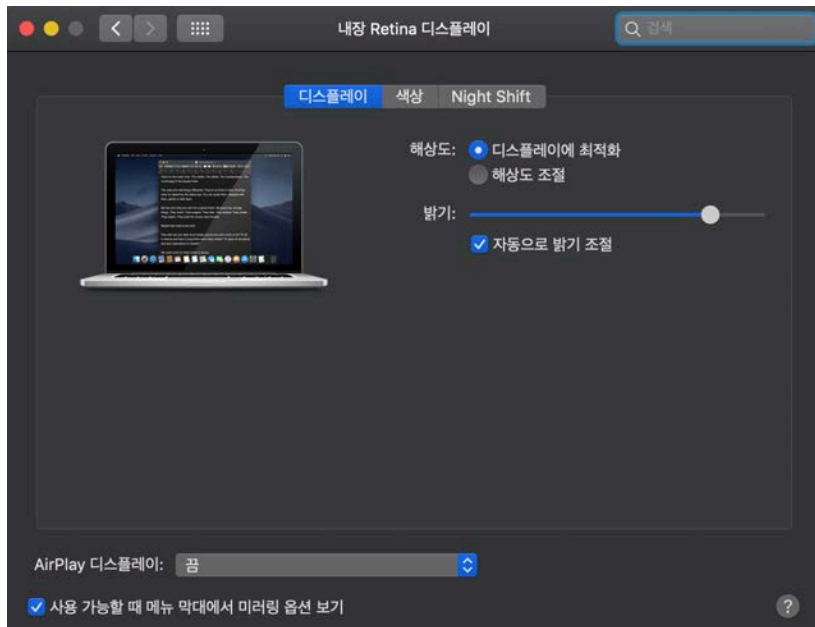 내장 Retina 디스플레이
검색
디스플레이 색상 Night Shift
해상도: 디스플레이에 최적화
해상도 조절
밝기:
자동으로 밝기 조절
AirPlay 디스플레이: 끔
사용 가능할 때 메뉴 막대에서 미러링 옵션 보기
?